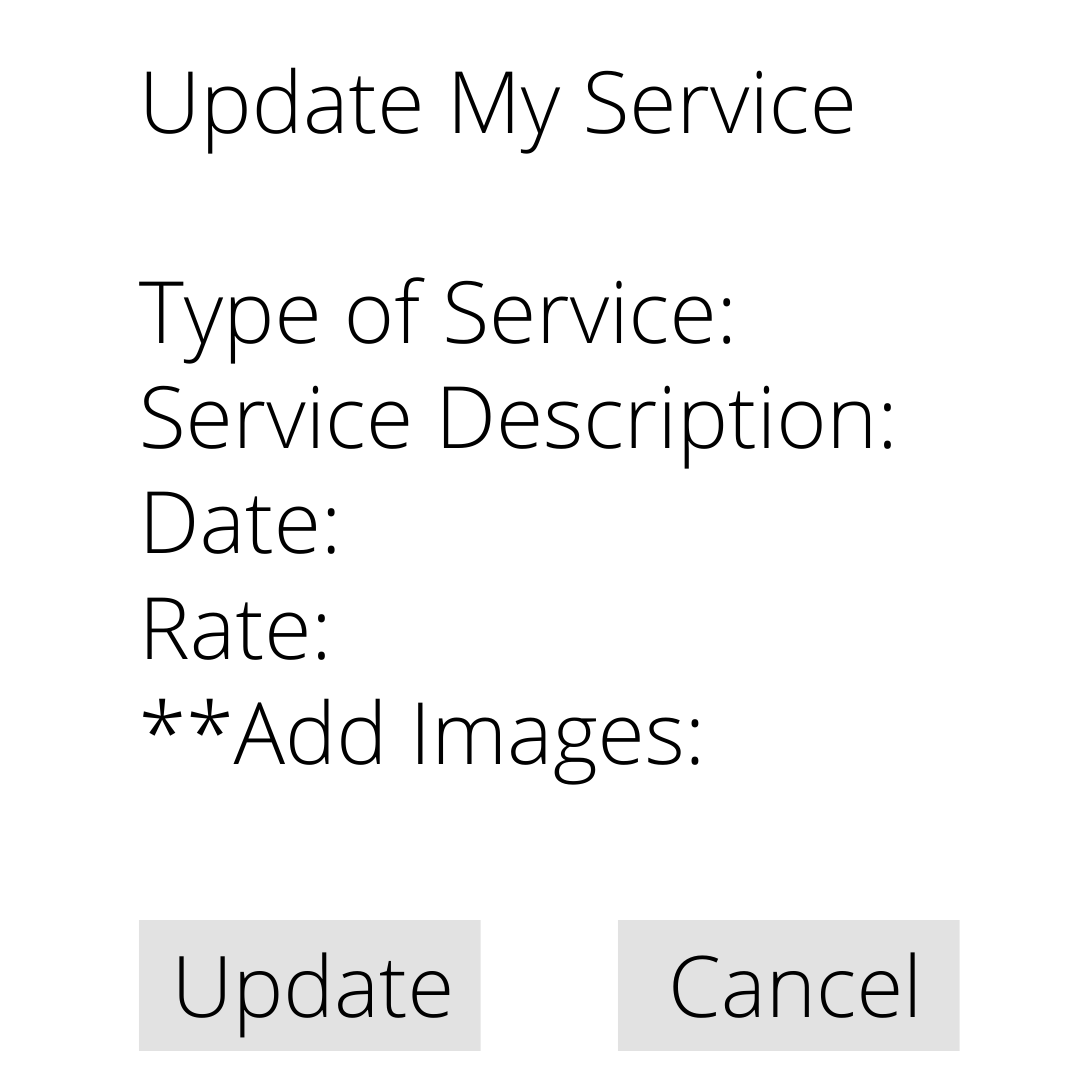 Update My Service
Type of Service:
Service Description:
Date:
Rate:
**Add Images:
Update
Cancel